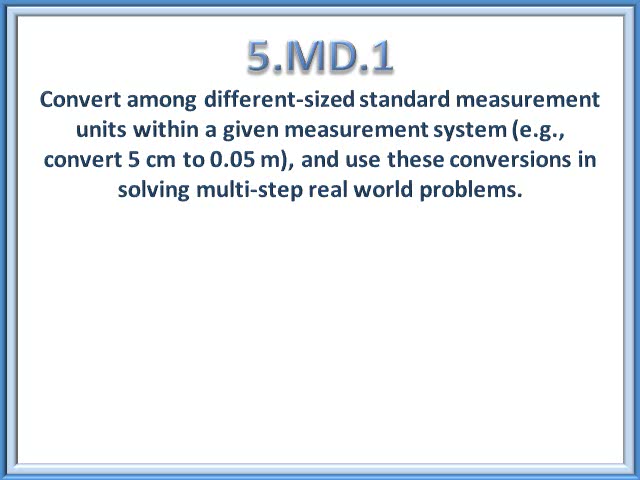 5.MD.1
Convert among different-sized standard measurement
units within a given measurement system (e.g.,
convert 5 cm to 0.05 m), and use these conversions in
solving multi-step real world problems.